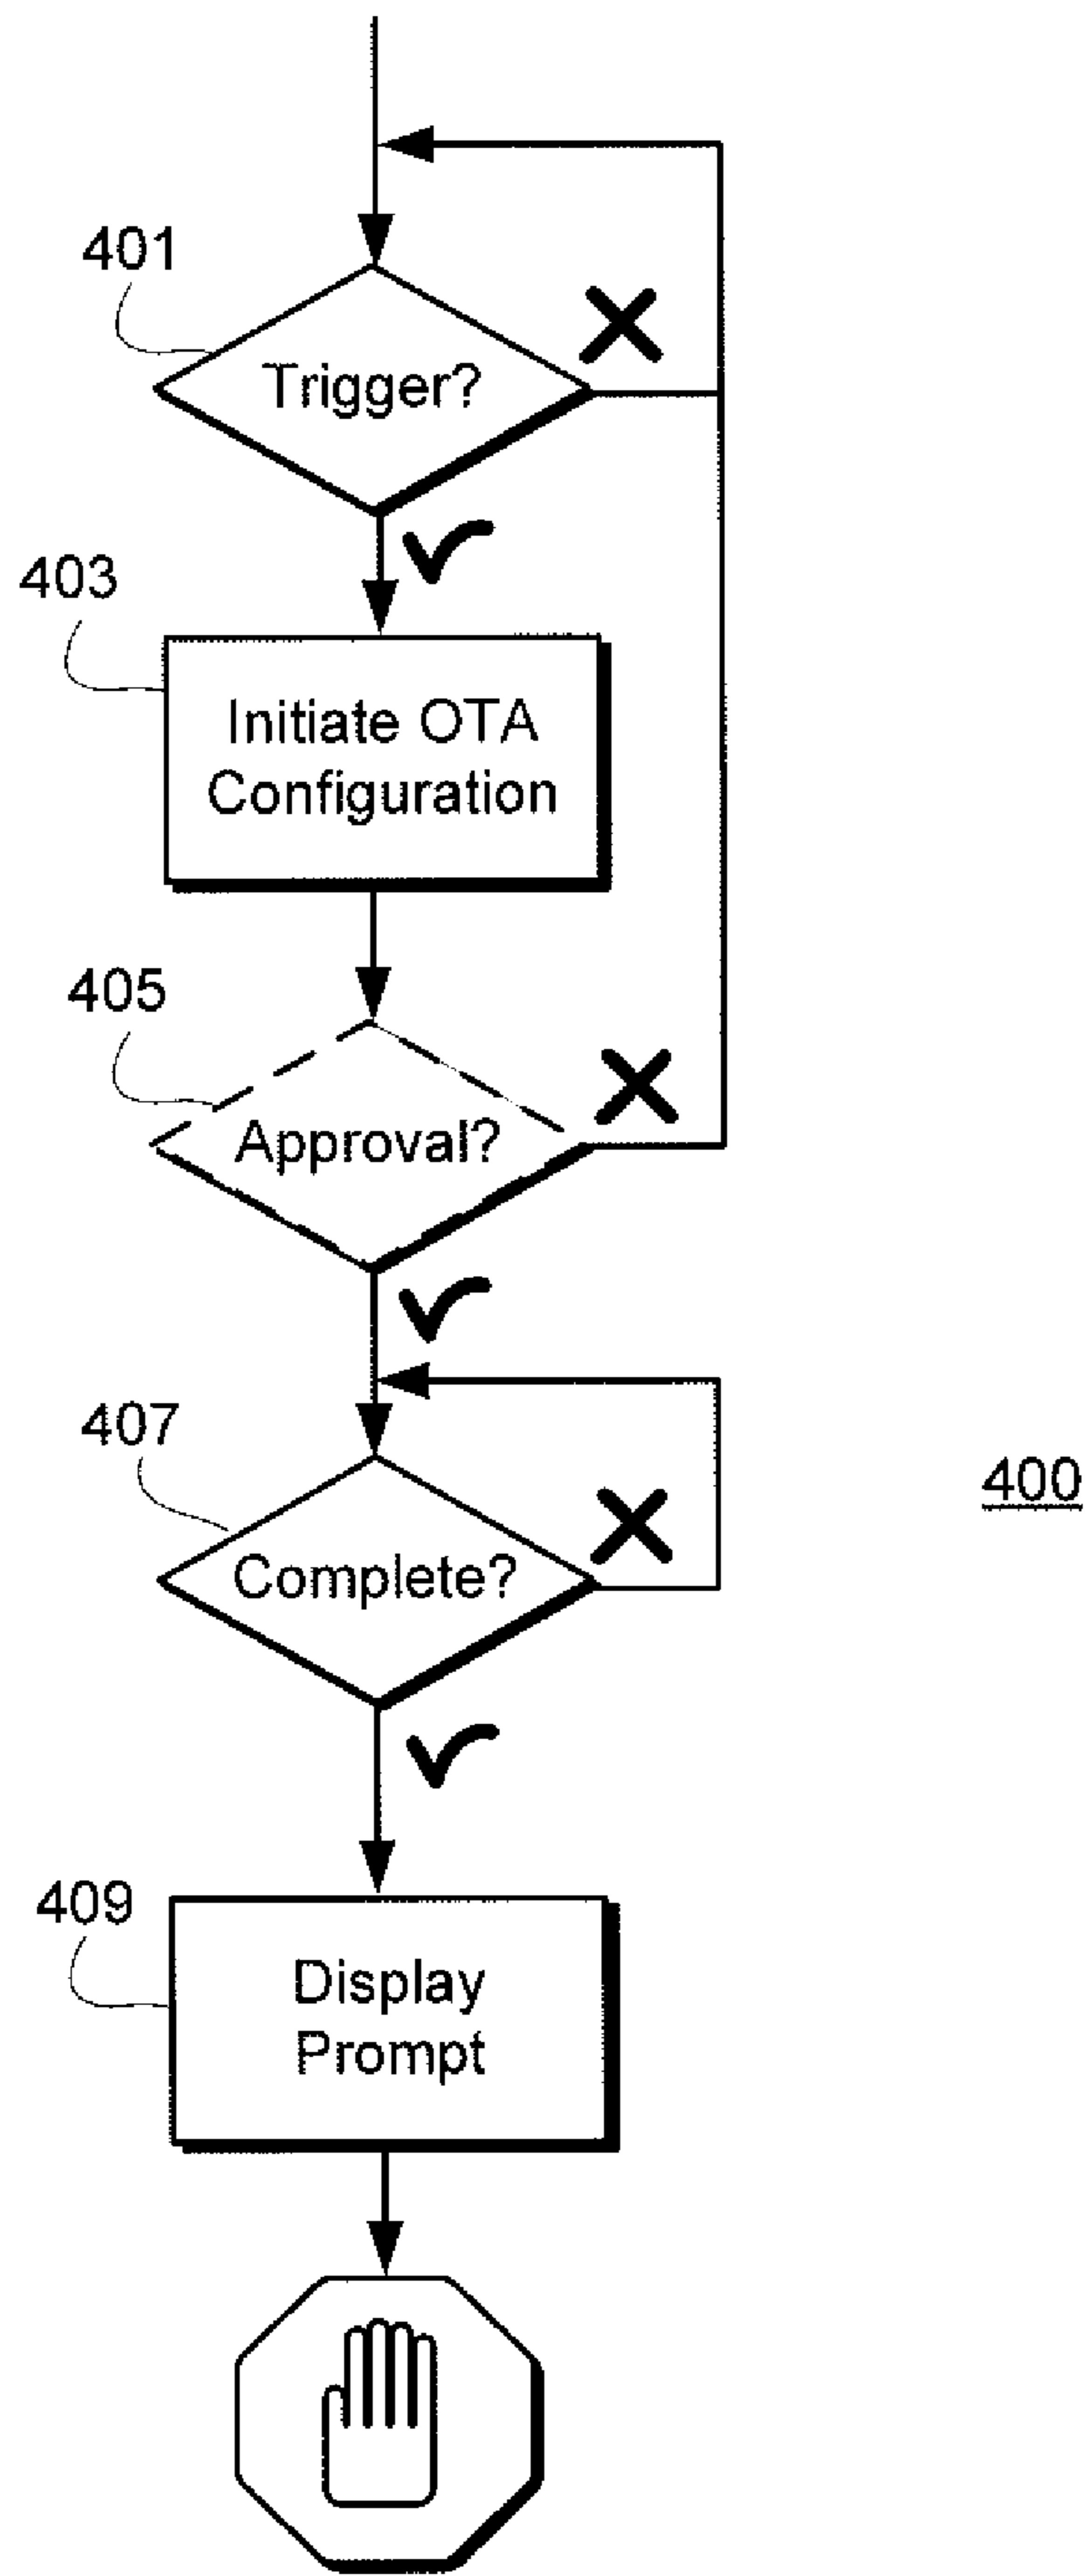 401
Trigger?
403
Initiate OTA
Configuration
405
Approval?
407
Complete?
400
409
Display
Prompt